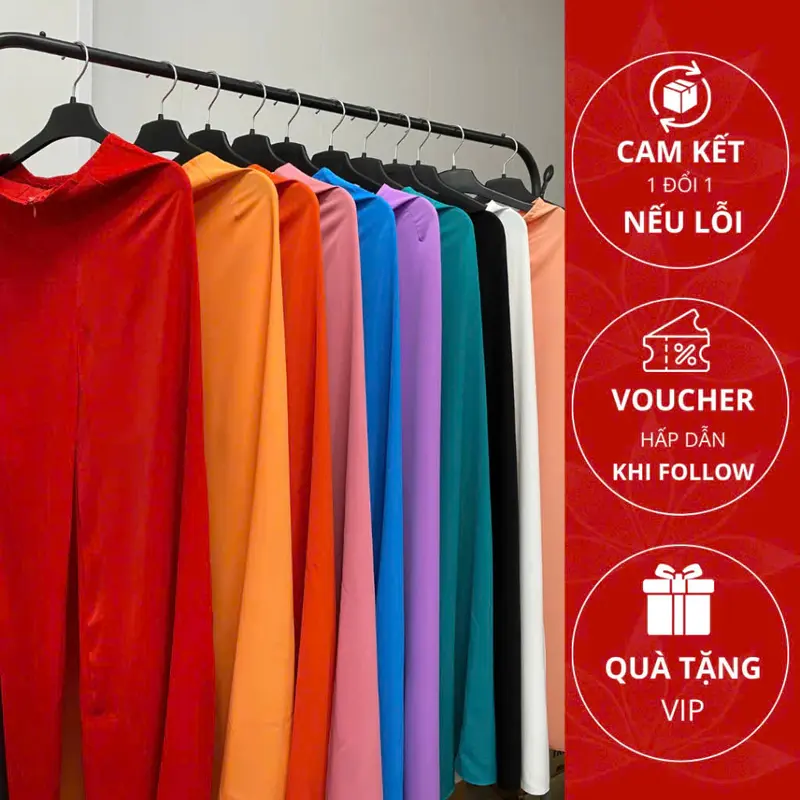 CAM KẾT
1 ĐỔI 1
NẾU LỖI
VOUCHER
HẤP DẪN
KHI FOLLOW
QUÀ TẶNG
VIP